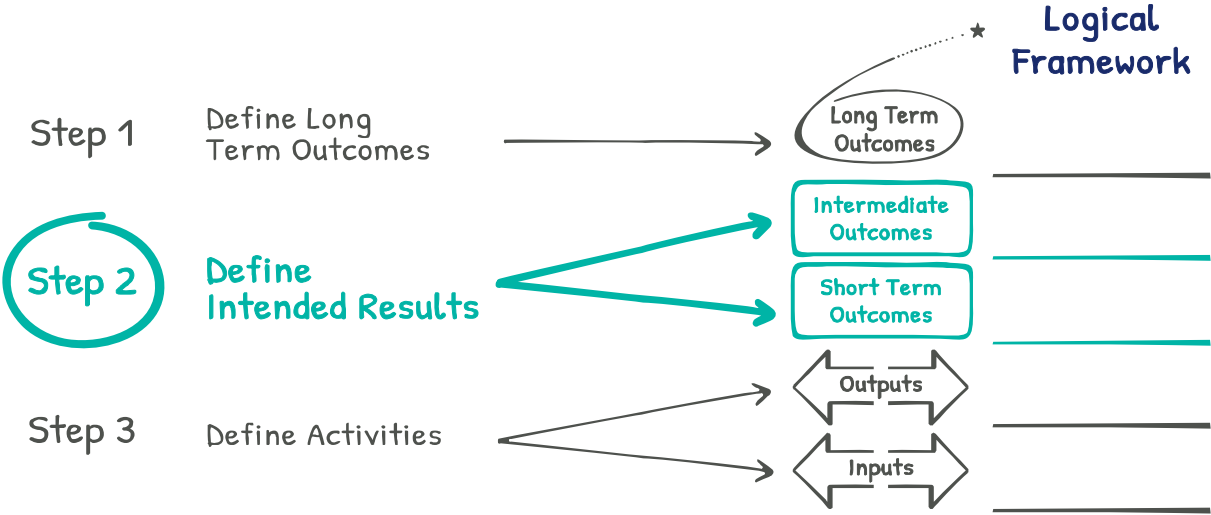 Logical
Framework
Step 1
Define Long
Term Outcomes
Long Term
Outcomes
Step 2
Define
Intended Results
Intermediate
Outcomes
Short Term
Outcomes
Step 3
Define Activities
Outputs
Inputs